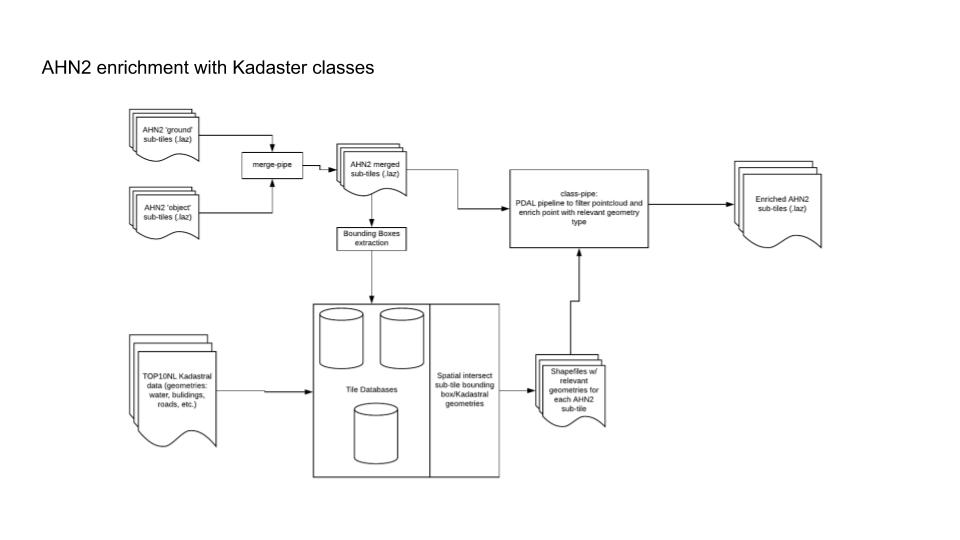 AHN2 enrichment with Kadaster classes
AHN2 'ground'
sub-tiles (.laz)
merge-pipe
AHN2 'object'
sub-tiles (.laz)
AHN2 merged
sub-tiles (.laz)
Bounding Boxes
extraction
class-pipe:
PDAL pipeline to filter pointcloud and
enrich point with relevant geometry
type
Enriched AHN2
sub-tiles (.laz)
TOP10NL Kadastral
data (geometries:
water, bulidings,
roads, etc.)
Tile Databases
Spatial intersect
sub-tile bounding
box/Kadastral
geometries
Shapefiles w/
relevant
geometries for
each AHN2
sub-tile